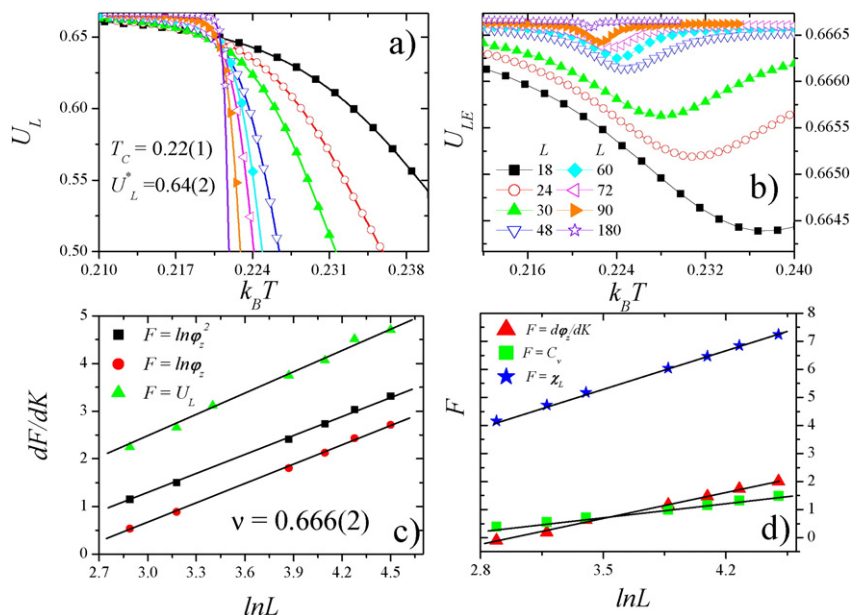 a)
U_L
0.65
0.60
0.55
0.50
T_C = 0.22(1)
U^*_L =0.64(2)
0.210 0.217 0.224 0.231 0.238
k_BT
b)
U_LE
0.6665
0.6660
0.6655
0.6650
0.6645
L L
18 60
24 72
30 90
48 180
0.216 0.224 0.232 0.240
k_BT
c)
dF/dK
5
4
3
2
1
0
F = lnφ_z^2
F = lnφ_z
F = U_L
ν = 0.666(2)
2.7 3.0 3.3 3.6 3.9 4.2 4.5
lnL
d)
F
8
7
6
5
4
3
2
1
0
F = dφ_z/dK
F = C_v
F = χ_L
2.8 3.5 4.2
lnL